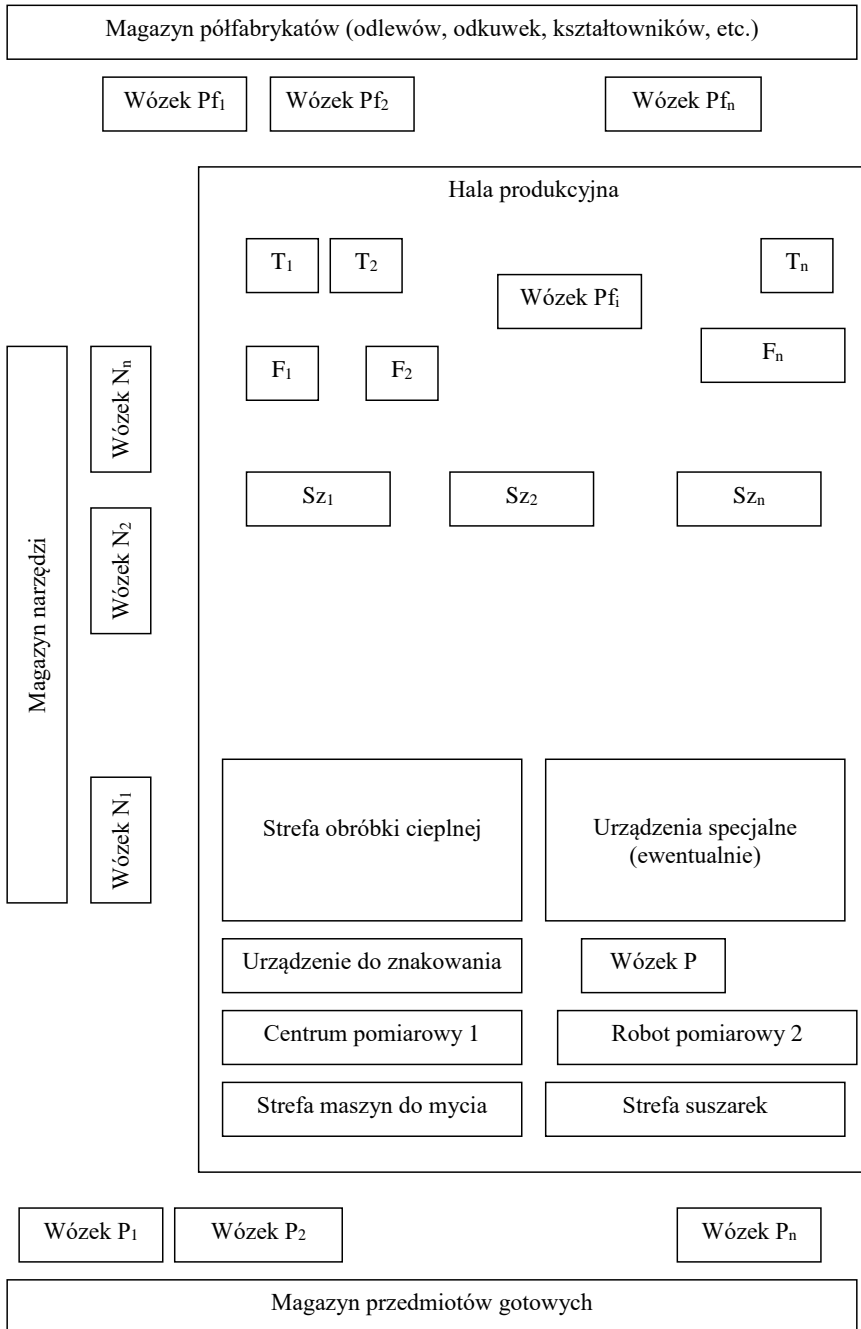 Magazyn półfabrykatów (odlewów, odkuwek, kształtowników, etc.)
Wózek Pf₁
Wózek Pf₂
Wózek Pfₙ
Hala produkcyjna
T₁
T₂
Tₙ
Wózek Pfᵢ
F₁
F₂
Fₙ
Magazyn narzędzi
Wózek Nₙ
Wózek N₂
Wózek N₁
Sz₁
Sz₂
Szₙ
Strefa obróbki cieplnej
Urządzenia specjalne
(ewentualnie)
Urządzenie do znakowania
Wózek P
Centrum pomiarowy 1
Robot pomiarowy 2
Strefa maszyn do mycia
Strefa suszarek
Wózek P₁
Wózek P₂
Wózek Pₙ
Magazyn przedmiotów gotowych